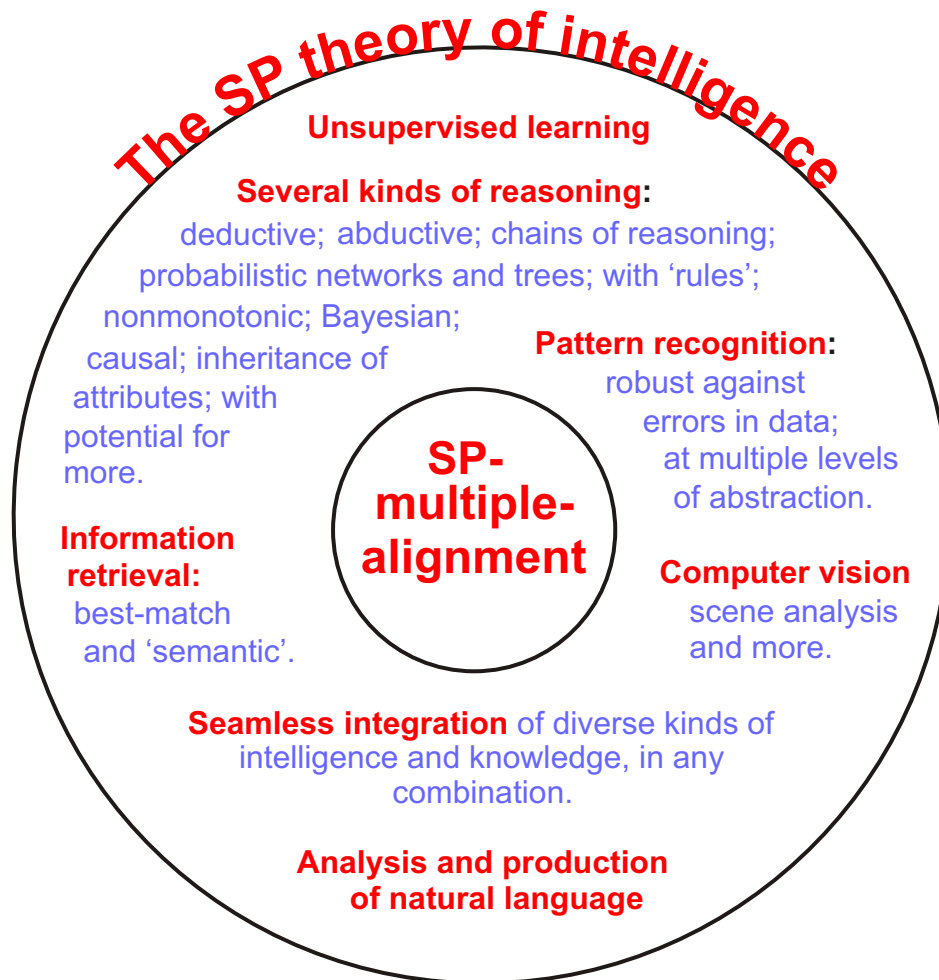 The SP theory of intelligence
Unsupervised learning
Several kinds of reasoning:
deductive; abductive; chains of reasoning;
probabilistic networks and trees; with ‘rules’;
nonmonotonic; Bayesian;
causal; inheritance of
attributes; with
potential for
more.
Pattern recognition:
robust against
errors in data;
at multiple levels
of abstraction.
SP-
multiple-
alignment
Information
retrieval:
best-match
and ‘semantic’.
Computer vision
scene analysis
and more.
Seamless integration of diverse kinds of
intelligence and knowledge, in any
combination.
Analysis and production
of natural language